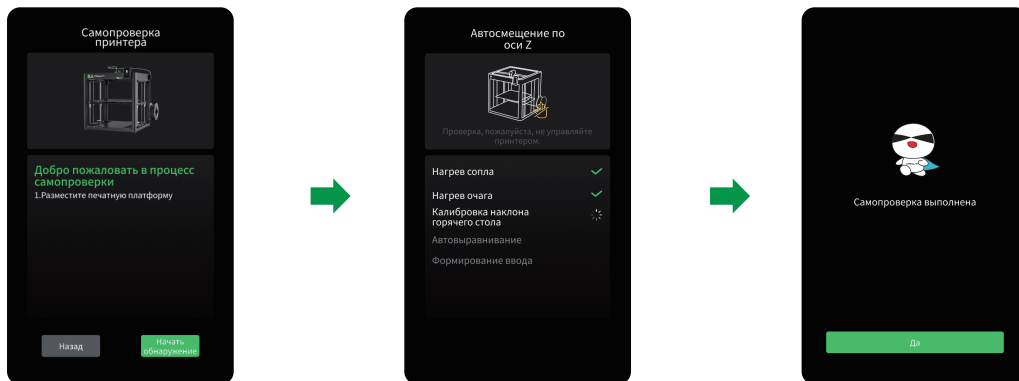 Самопроверка
принтера
Добро пожаловать в процесс
самопроверки
1.Разместите печатную платформу
Назад
Начать
обнаружение
Автосмещение по
оси Z
Проверка, пожалуйста, не управляйте
принтером.
Нагрев сопла
Нагрев очага
Калибровка наклона
горячего стола
Автовыравнивание
Формирование ввода
Самопроверка выполнена
Да